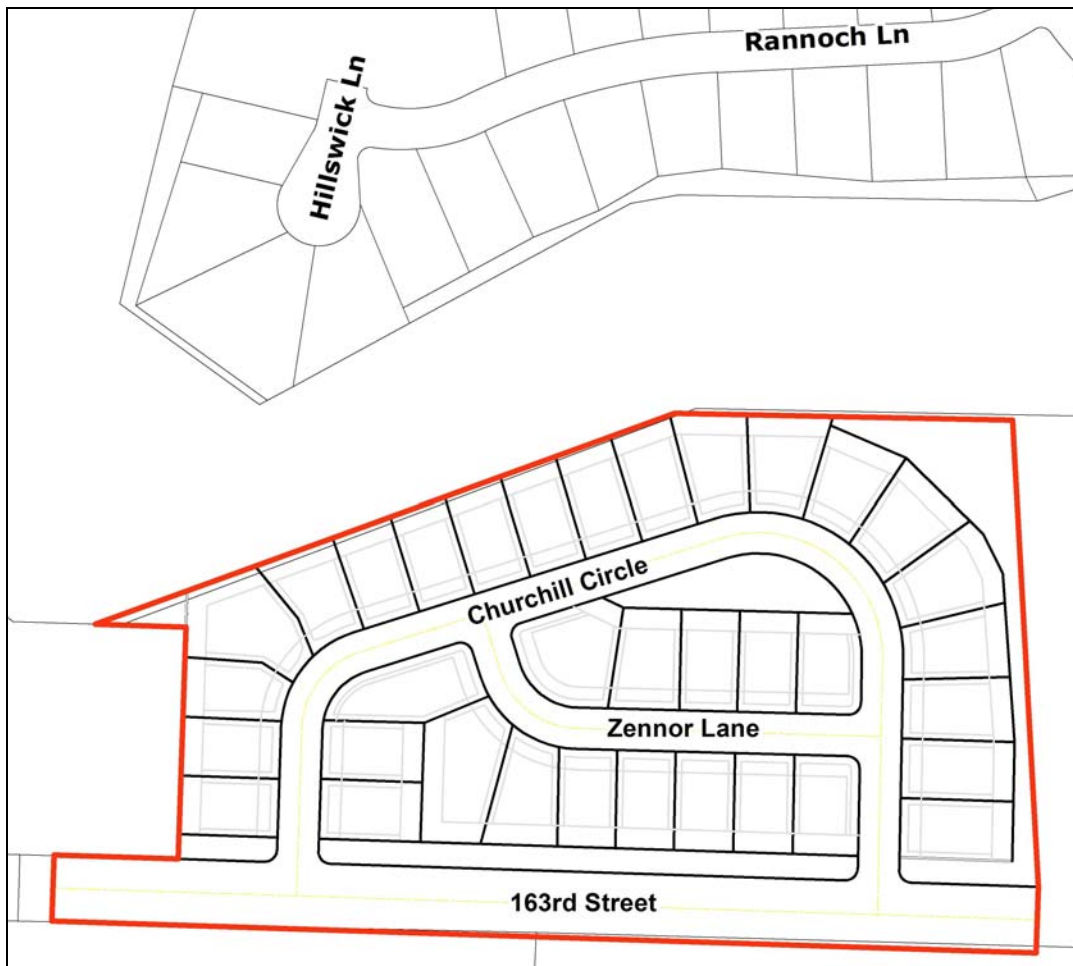 Rannoch Ln
Hillswick Ln
Churchill Circle
Zennor Lane
163rd Street